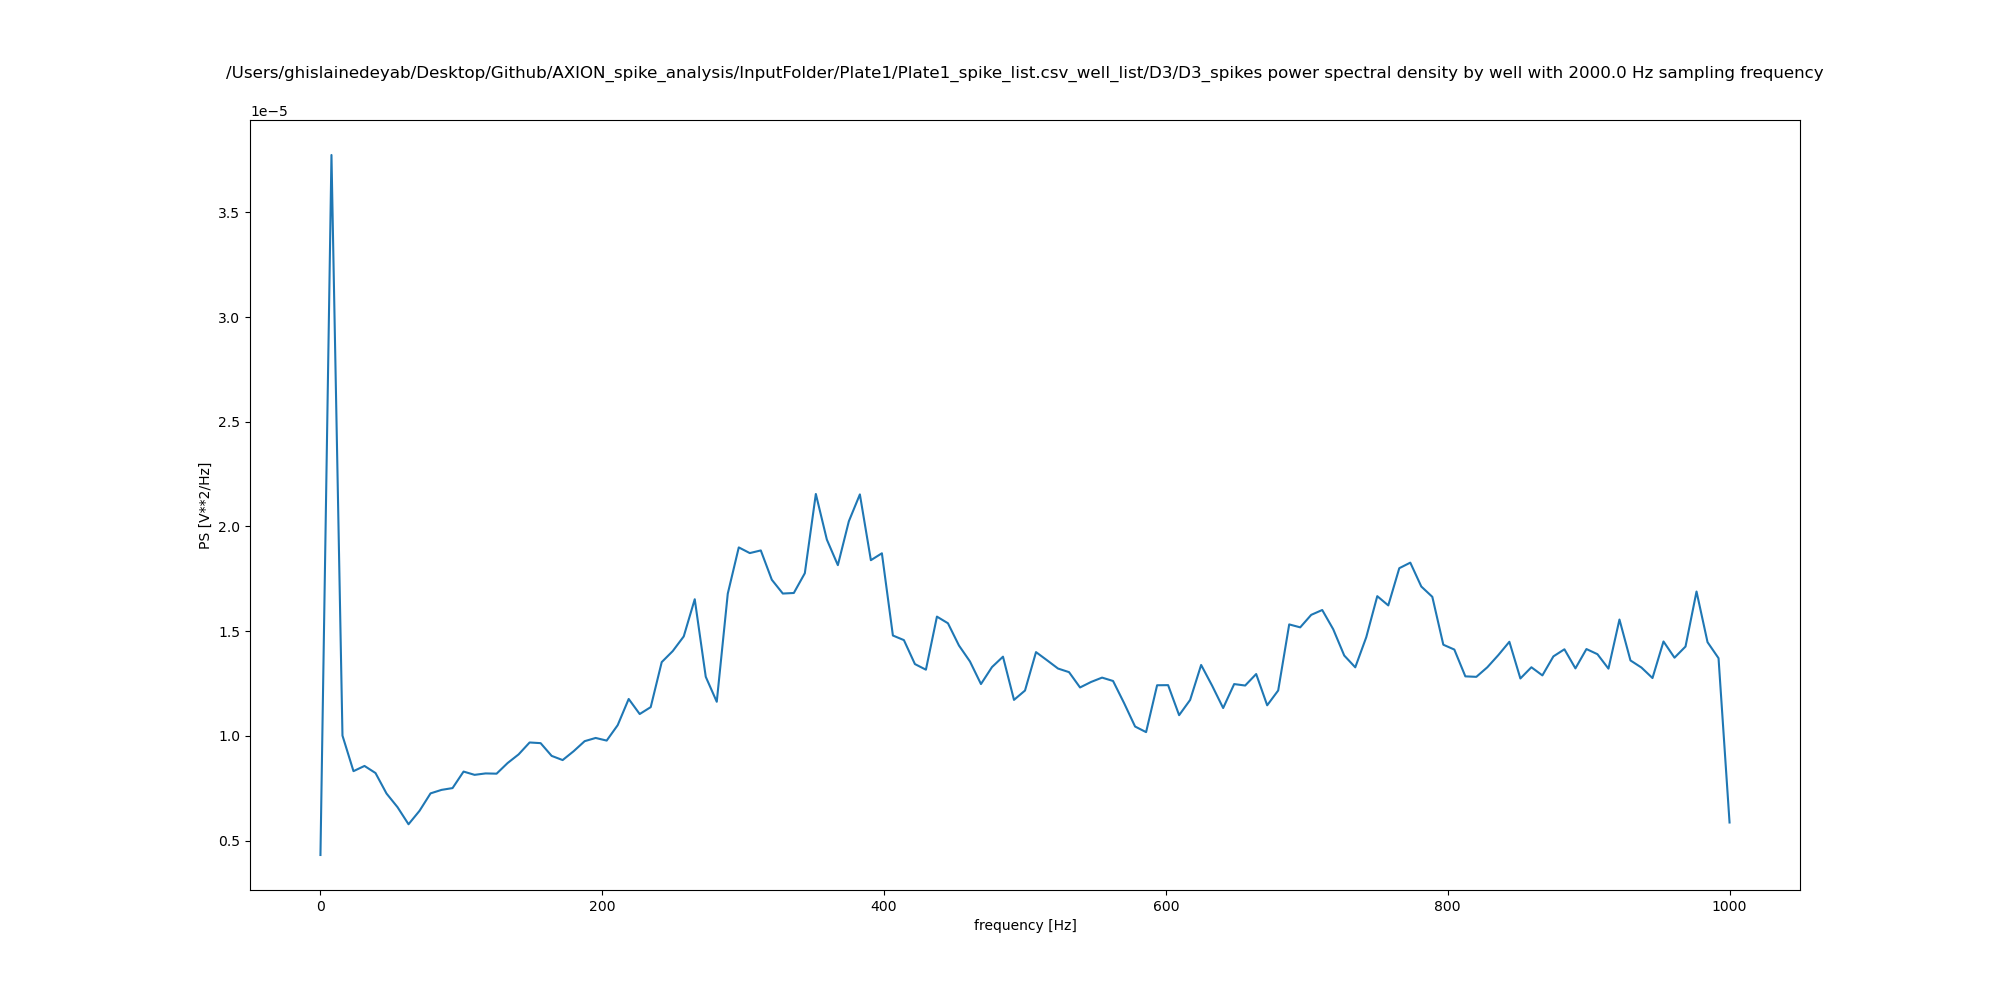 /Users/ghislainedeyab/Desktop/Github/AXION_spike_analysis/InputFolder/Plate1/Plate1_spike_list.csv_well_list/D3/D3_spikes power spectral density by well with 2000.0 Hz sampling frequency
1e−5
3.5
3.0
2.5
2.0
1.5
1.0
0.5
PS [V**2/Hz]
0 200 400 600 800 1000
frequency [Hz]